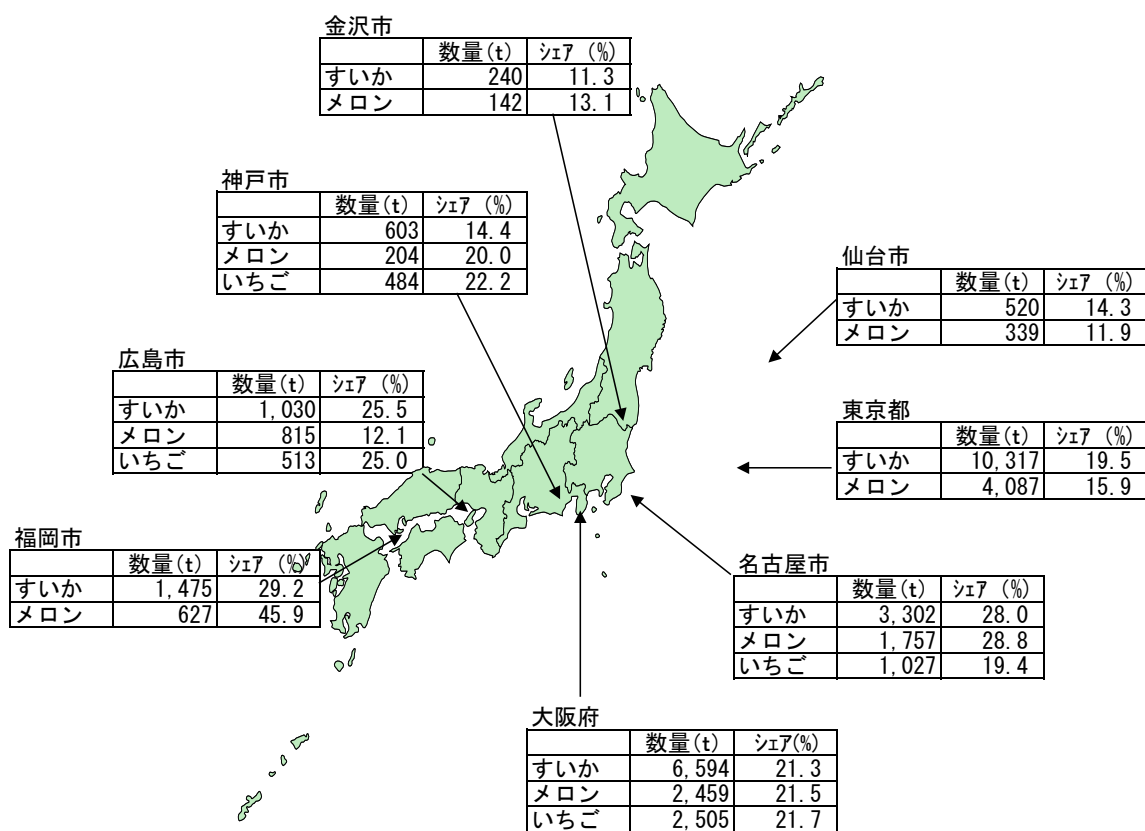 金沢市
数量(t) ｼｪｱ (%)
すいか 240 11.3
メロン 142 13.1
神戸市
数量(t) ｼｪｱ (%)
すいか 603 14.4
メロン 204 20.0
いちご 484 22.2
仙台市
数量(t) ｼｪｱ (%)
すいか 520 14.3
メロン 339 11.9
広島市
数量(t) ｼｪｱ (%)
すいか 1,030 25.5
メロン 815 12.1
いちご 513 25.0
東京都
数量(t) ｼｪｱ (%)
すいか 10,317 19.5
メロン 4,087 15.9
福岡市
数量(t) ｼｪｱ (%)
すいか 1,475 29.2
メロン 627 45.9
名古屋市
数量(t) ｼｪｱ (%)
すいか 3,302 28.0
メロン 1,757 28.8
いちご 1,027 19.4
大阪府
数量(t) ｼｪｱ(%)
すいか 6,594 21.3
メロン 2,459 21.5
いちご 2,505 21.7